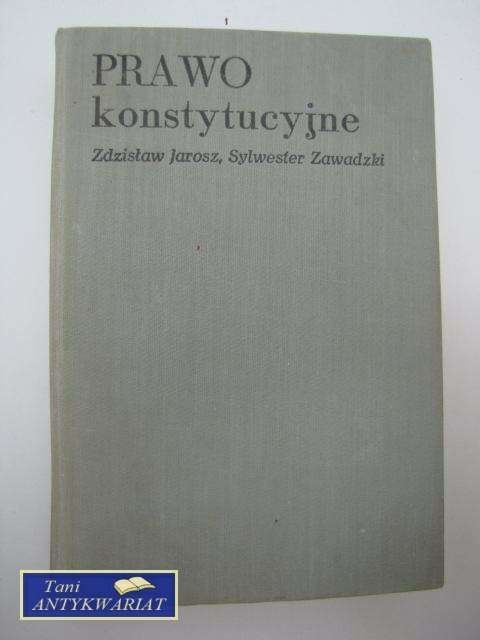 PRAWO
konstytucyjne
Zdzisław Jarosz, Sylwester Zawadzki
Tani
ANTYKWARIAT